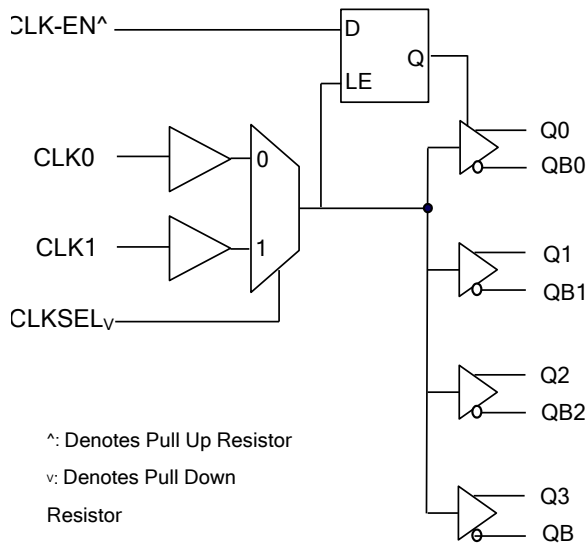 CLK-EN^
D
Q
LE
Q0
QB0
CLK0
0
CLK1
1
Q1
QB1
CLKSELv
Q2
QB2
^: Denotes Pull Up Resistor
v: Denotes Pull Down
Resistor
Q3
QB